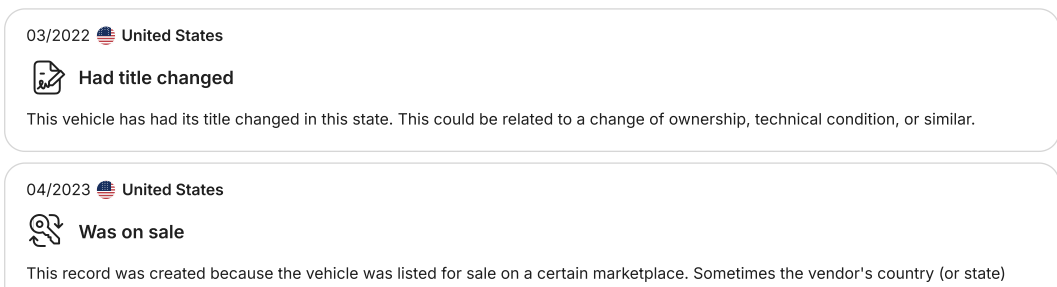 03/2022 United States
Had title changed
This vehicle has had its title changed in this state. This could be related to a change of ownership, technical condition, or similar.
04/2023 United States
Was on sale
This record was created because the vehicle was listed for sale on a certain marketplace. Sometimes the vendor's country (or state)